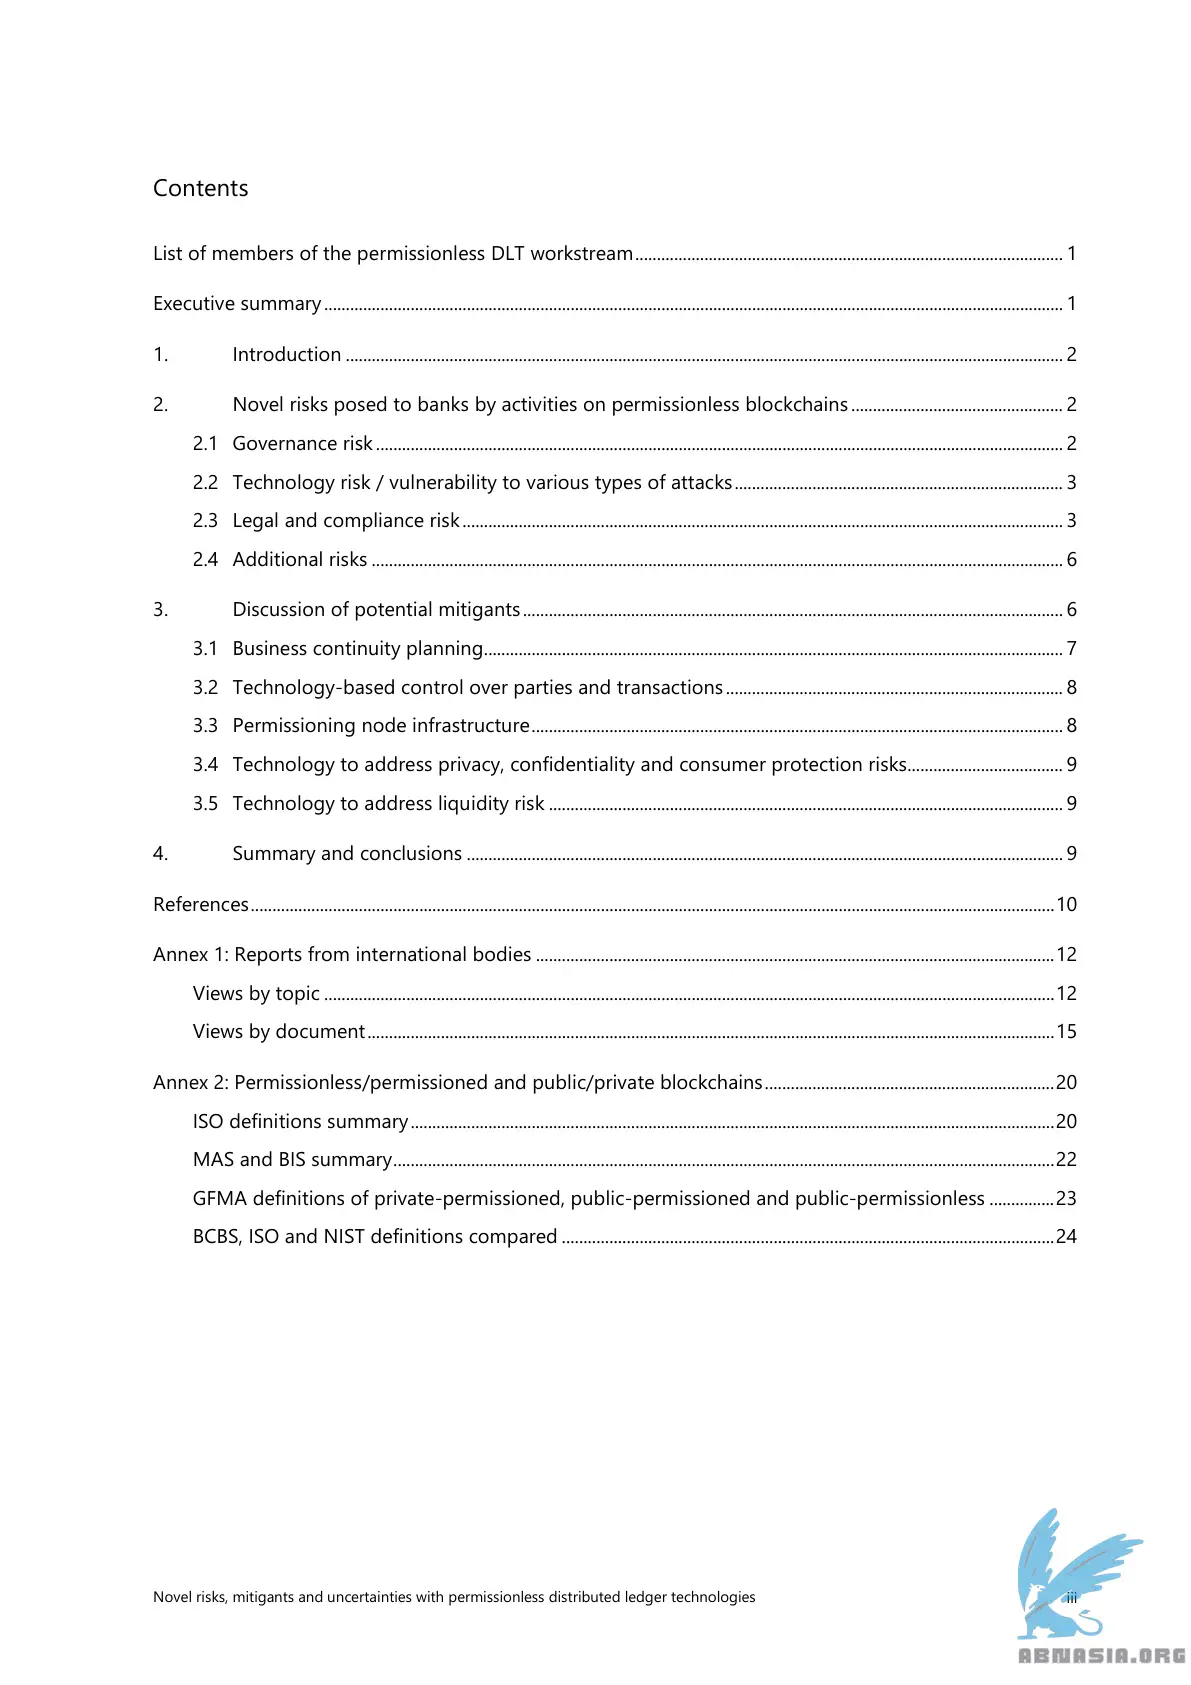 Contents
List of members of the permissionless DLT workstream 1
Executive summary 1
1. Introduction 2
2. Novel risks posed to banks by activities on permissionless blockchains 2
2.1 Governance risk 2
2.2 Technology risk / vulnerability to various types of attacks 3
2.3 Legal and compliance risk 3
2.4 Additional risks 6
3. Discussion of potential mitigants 6
3.1 Business continuity planning 7
3.2 Technology-based control over parties and transactions 8
3.3 Permissioning node infrastructure 8
3.4 Technology to address privacy, confidentiality and consumer protection risks 9
3.5 Technology to address liquidity risk 9
4. Summary and conclusions 9
References 10
Annex 1: Reports from international bodies 12
Views by topic 12
Views by document 15
Annex 2: Permissionless/permissioned and public/private blockchains 20
ISO definitions summary 20
MAS and BIS summary 22
GFMA definitions of private-permissioned, public-permissioned and public-permissionless 23
BCBS, ISO and NIST definitions compared 24
Novel risks, mitigants and uncertainties with permissionless distributed ledger technologies iii
ABNASIA.ORG